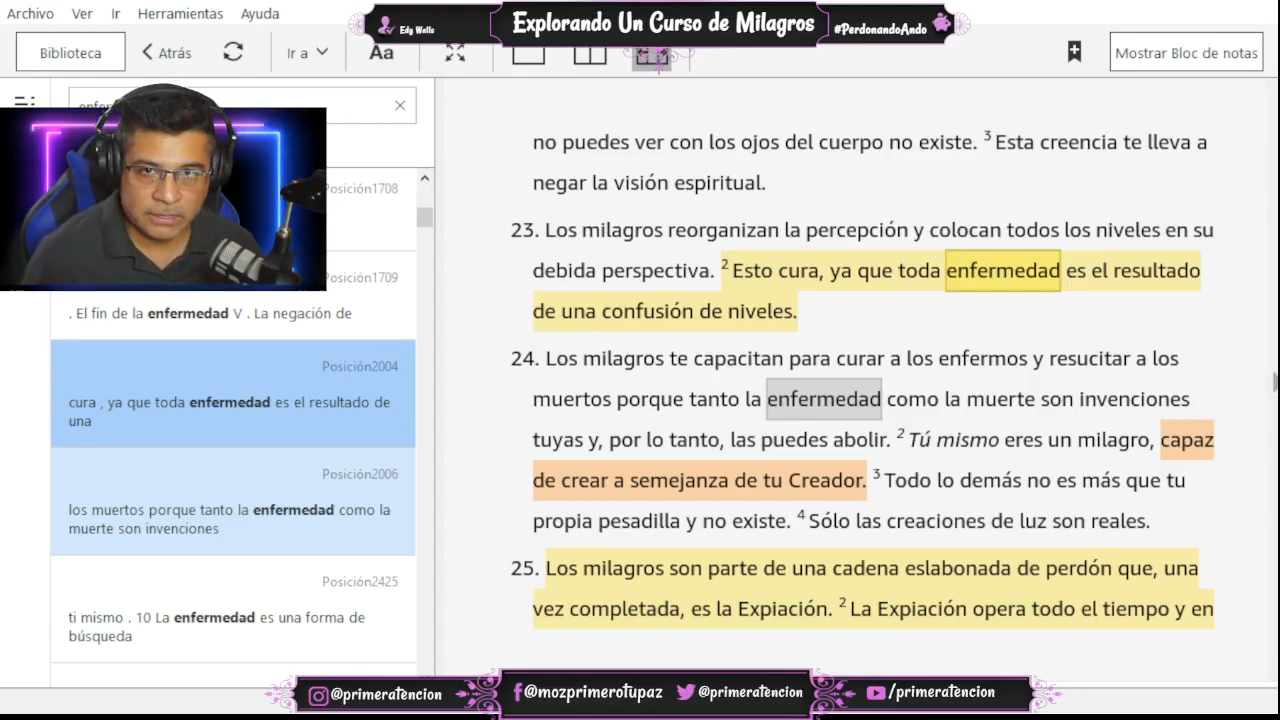 Archivo Ver Ir Herramientas Ayuda
Edy Wells
Explorando Un Curso de Milagros
#PerdonandoAndo
Biblioteca
Atrás
Ir a
Aa
Mostrar Bloc de notas
Posición1708
Posición1709
. El fin de la enfermedad V . La negación de
Posición2004
cura , ya que toda enfermedad es el resultado de
una
Posición2006
los muertos porque tanto la enfermedad como la
muerte son invenciones
Posición2425
ti mismo . 10 La enfermedad es una forma de
búsqueda
no puedes ver con los ojos del cuerpo no existe. 3 Esta creencia te lleva a
negar la visión espiritual.
23. Los milagros reorganizan la percepción y colocan todos los niveles en su
debida perspectiva. 2 Esto cura, ya que toda enfermedad es el resultado
de una confusión de niveles.
24. Los milagros te capacitan para curar a los enfermos y resucitar a los
muertos porque tanto la enfermedad como la muerte son invenciones
tuyas y, por lo tanto, las puedes abolir. 2 Tú mismo eres un milagro, capaz
de crear a semejanza de tu Creador. 3 Todo lo demás no es más que tu
propia pesadilla y no existe. 4 Sólo las creaciones de luz son reales.
25. Los milagros son parte de una cadena eslabonada de perdón que, una
vez completada, es la Expiación. 2 La Expiación opera todo el tiempo y en
@primeratencion
@mozprimerotupaz
@primeratencion
/primeratencion